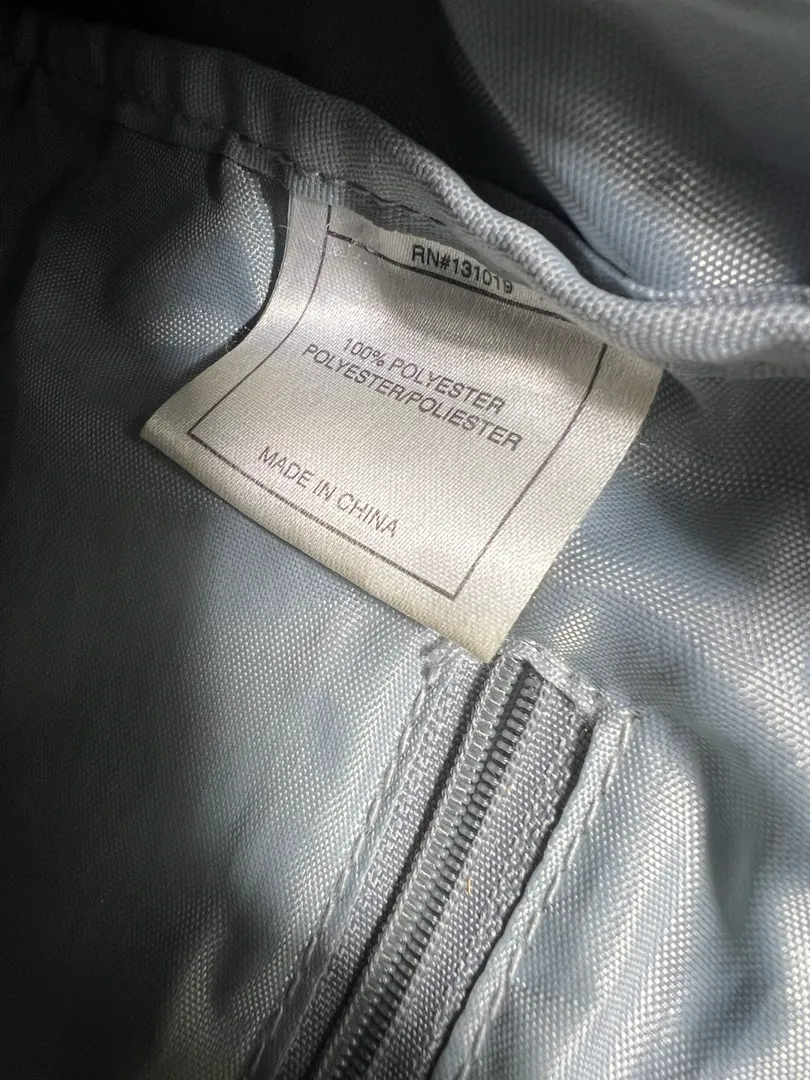 RN#131019
100% POLYESTER
POLYESTER/POLIESTER
MADE IN CHINA